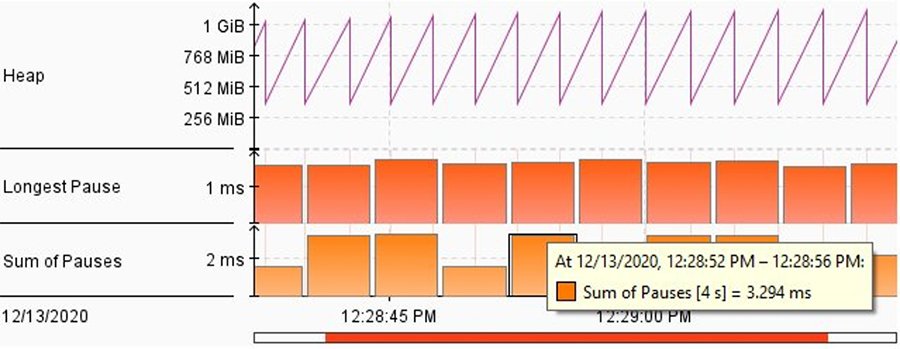 1 GiB
768 MiB
Heap
512 MiB
256 MiB
Longest Pause
1 ms
Sum of Pauses
2 ms
At 12/13/2020, 12:28:52 PM – 12:28:56 PM:
Sum of Pauses [4 s] = 3.294 ms
12/13/2020
12:28:45 PM
12:29:00 PM